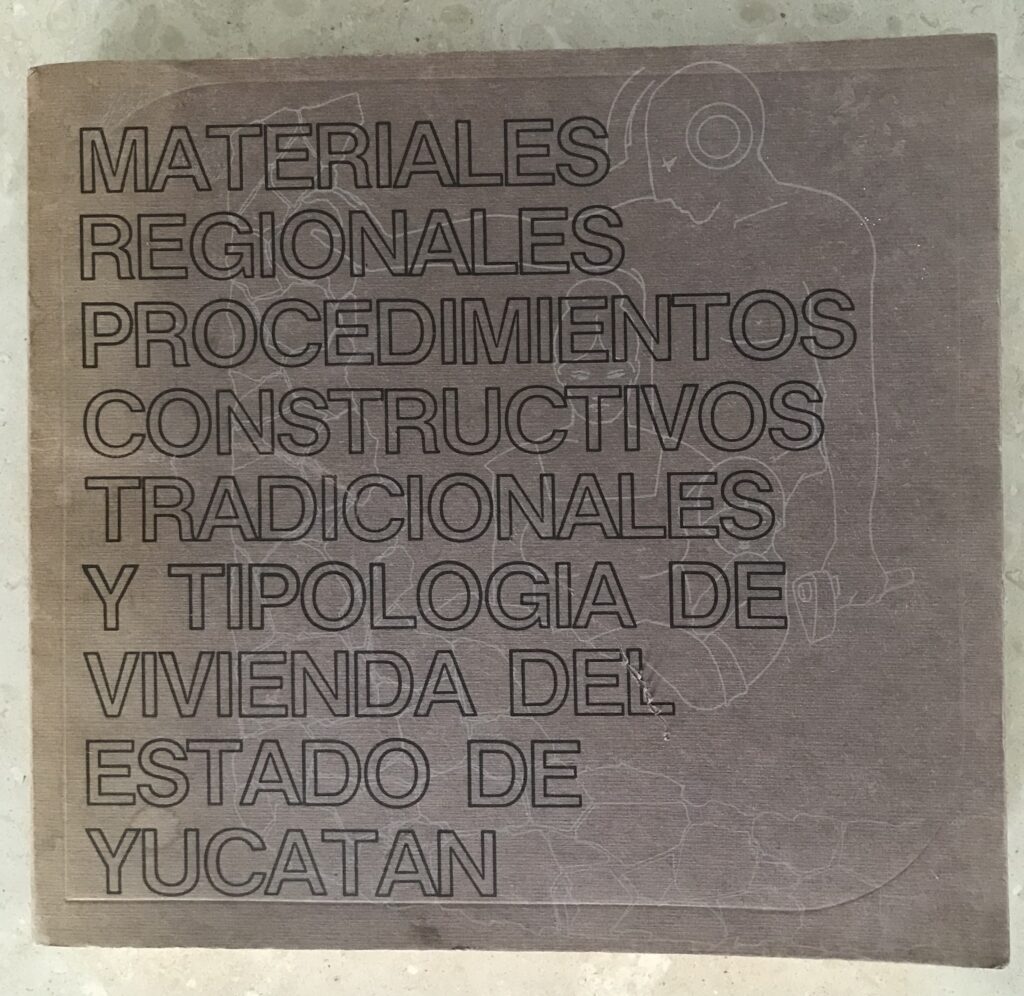 MATERIALES
REGIONALES
PROCEDIMIENTOS
CONSTRUCTIVOS
TRADICIONALES
Y TIPOLOGIA DE
VIVIENDA DEL
ESTADO DE
YUCATAN